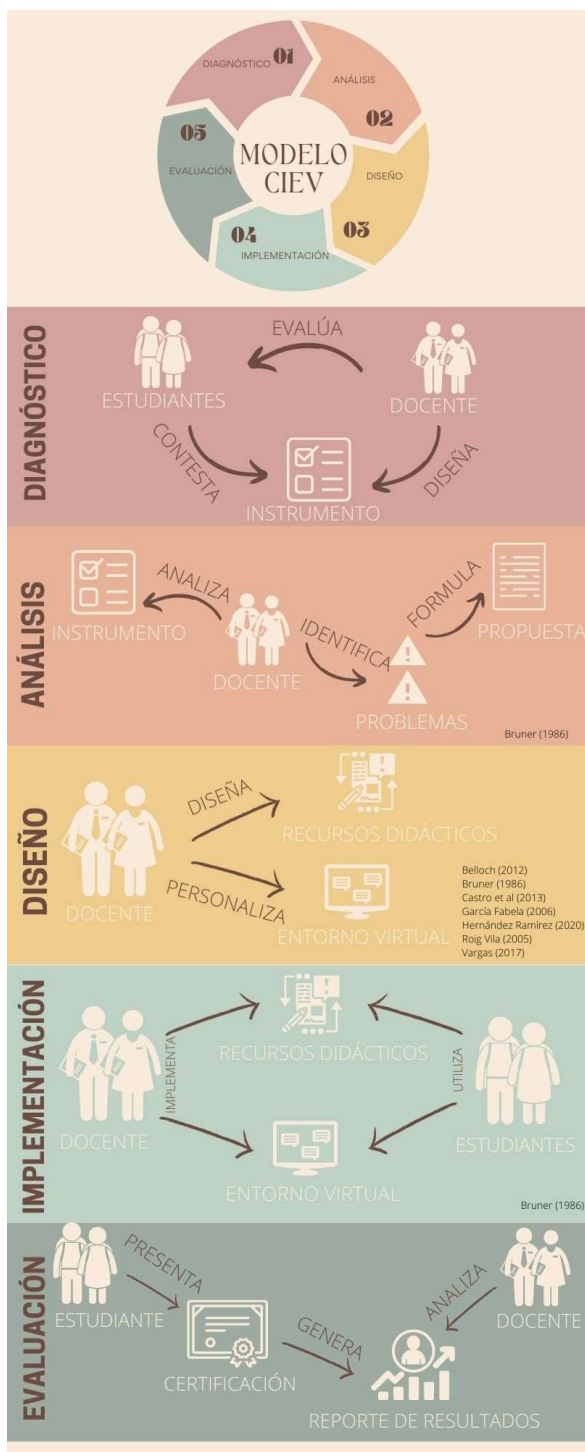 DIAGNÓSTICO 01
ANÁLISIS
02
DISEÑO
03
04
IMPLEMENTACIÓN
05
EVALUACIÓN
MODELO
CIEV
DIAGNÓSTICO
EVALÚA
ESTUDIANTES
DOCENTE
CONTESTA
DISEÑA
INSTRUMENTO
ANÁLISIS
ANALIZA
INSTRUMENTO
DOCENTE
IDENTIFICA
PROBLEMAS
FORMULA
PROPUESTA
Bruner (1986)
DISEÑO
DOCENTE
DISEÑA
RECURSOS DIDÁCTICOS
PERSONALIZA
ENTORNO VIRTUAL
Belloch (2012)
Bruner (1986)
Castro et al (2013)
García Fabela (2006)
Hernández Ramírez (2020)
Roig Vila (2005)
Vargas (2017)
IMPLEMENTACIÓN
DOCENTE
IMPLEMENTA
RECURSOS DIDÁCTICOS
ENTORNO VIRTUAL
UTILIZA
ESTUDIANTES
Bruner (1986)
EVALUACIÓN
ESTUDIANTE
PRESENTA
CERTIFICACIÓN
GENERA
REPORTE DE RESULTADOS
ANALIZA
DOCENTE